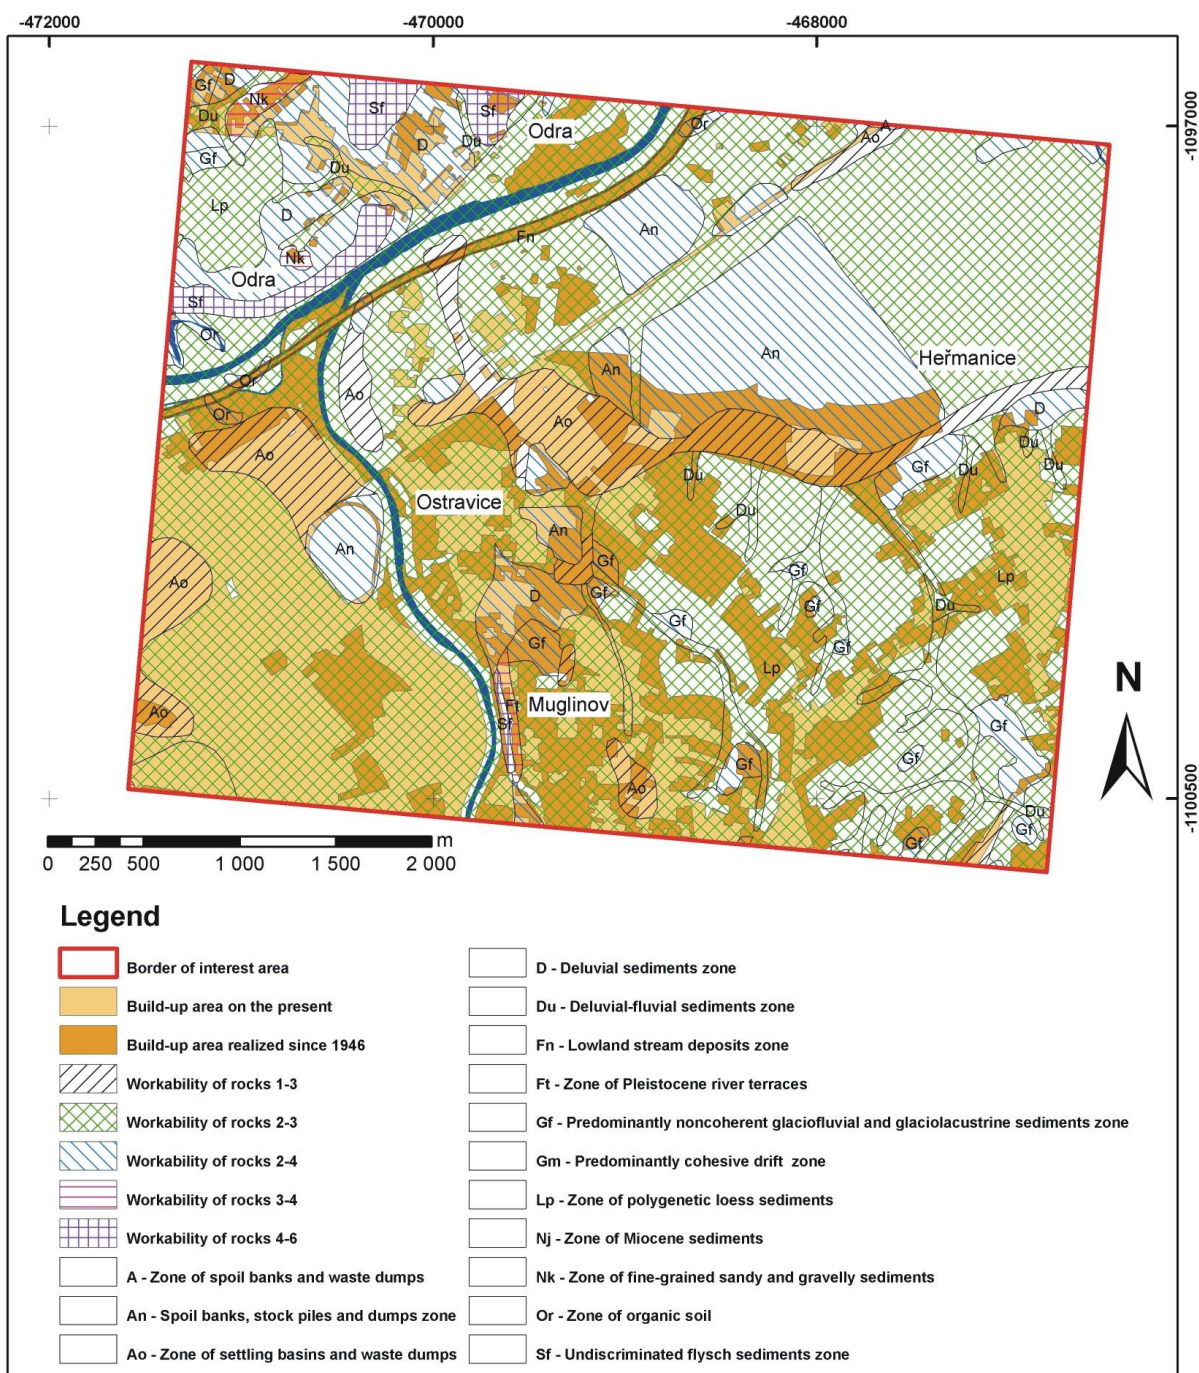 -472000 -470000 -468000
-1097000
Gf D
Nk Sf Sf
Du Or A
Odra Ao
D Du
Gf Du
Lp
D An
Fn
Nk
Odra
Sf
Or
An Heřmanice
An
Or Ao D
Or Ao Du
Ao Gf Du Du
Du
Ostravice Du
An
An
Gf
Ao Gf Lp
D Gf Gf Du
Gf Gf
Gf
Lp
N
Ft Muglinov
Ao Sf Gf
Gf
Gf
Ao Du
-1100500
Gf
Gf
m
0 250 500 1 000 1 500 2 000
Legend
Border of interest area
Build-up area on the present
Build-up area realized since 1946
Workability of rocks 1-3
Workability of rocks 2-3
Workability of rocks 2-4
Workability of rocks 3-4
Workability of rocks 4-6
A - Zone of spoil banks and waste dumps
An - Spoil banks, stock piles and dumps zone
Ao - Zone of settling basins and waste dumps
D - Deluvial sediments zone
Du - Deluvial-fluvial sediments zone
Fn - Lowland stream deposits zone
Ft - Zone of Pleistocene river terraces
Gf - Predominantly noncoherent glaciofluvial and glaciolacustrine sediments zone
Gm - Predominantly cohesive drift zone
Lp - Zone of polygenetic loess sediments
Nj - Zone of Miocene sediments
Nk - Zone of fine-grained sandy and gravelly sediments
Or - Zone of organic soil
Sf - Undiscriminated flysch sediments zone